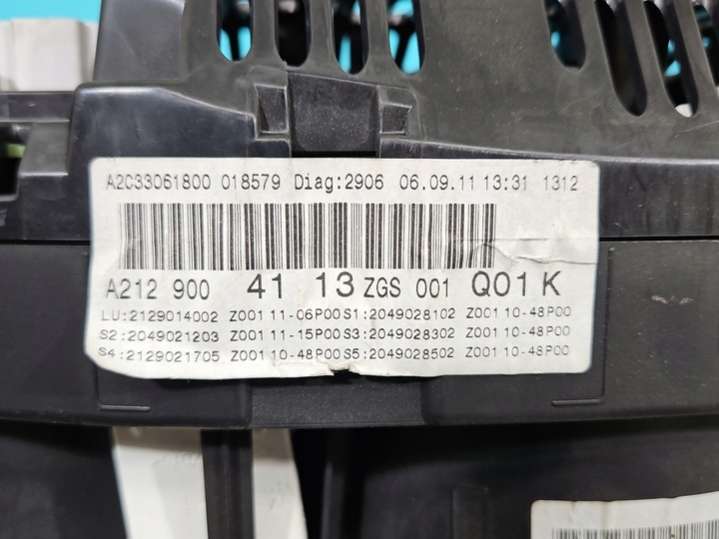 A2C33061800 018579 Diag:2906 06.09.11 13:31 1312
A212 900 41 13 ZGS 001 Q01 K
LU:2129014002 Z001 11-06P00 S1:2049028102 Z001 10-48P00
S2:2049021203 Z001 11-15P00 S3:2049028302 Z001 10-48P00
S4:2129021705 Z001 10-48P00 S5:2049028502 Z001 10-48P00